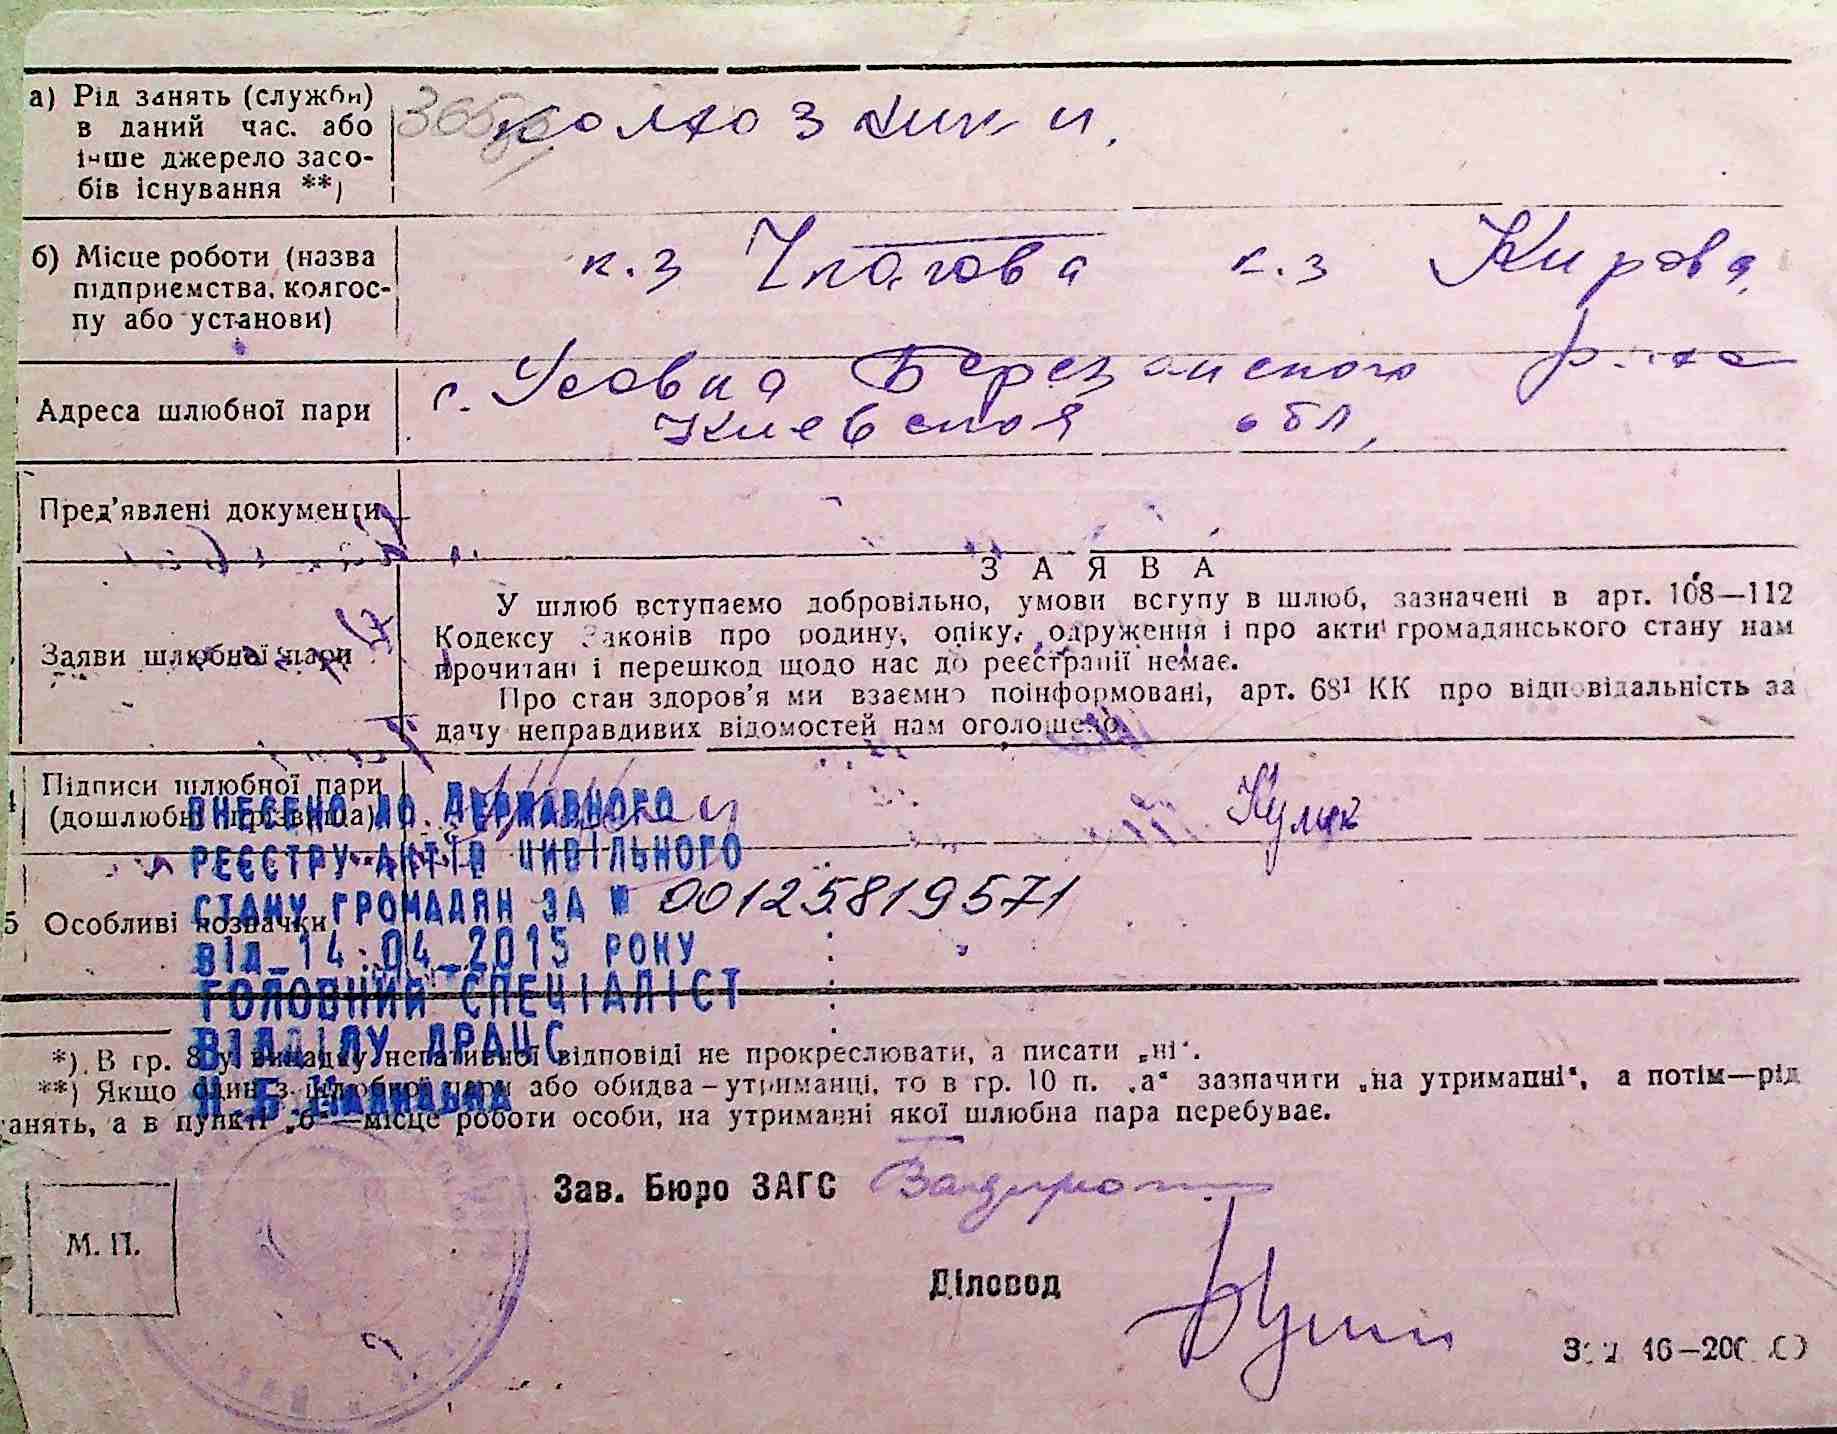 а) Рід занять (служби)
в даний час. або
інше джерело засо-
бів існування **)
колхозники.
б) Місце роботи (назва
підприємства, колгос-
пу або установи)
к.з Чкалова к.з Кирова,
Адреса шлюбної пари
с. Усовка Березанского р-на
Киевской обл,
Пред'явлені документи
Заяви шлюбної пари
ЗАЯВА
У шлюб вступаємо добровільно, умови вступу в шлюб, зазначені в арт. 108—112
Кодексу Законів про родину, опіку, одруження і про акти громадянського стану нам
прочитані і перешкод щодо нас до реєстрації немає.
Про стан здоров'я ми взаємно поінформовані, арт. 68¹ КК про відповідальність за
дачу неправдивих відомостей нам оголошено
Підписи шлюбної пари
(дошлюбні прізвища)
Кулик
5 Особливі позначки
ВНЕСЕНО ДО ДЕРЖАВНОГО
РЕЄСТРУ АКТІВ ЦИВІЛЬНОГО
СТАНУ ГРОМАДЯН ЗА № 00125819571
ВІД 14.04.2015 РОКУ
ГОЛОВНИЙ СПЕЦІАЛІСТ
ВІДДІЛУ ДРАЦС
*) В гр. 8 у випадку негативної відповіді не прокреслювати, а писати „ні".
**) Якщо один з шлюбної пари або обидва – утриманці, то в гр. 10 п. „а" зазначити „на утриманні", а потім—рід
занять, а в пункті „б"—місце роботи особи, на утриманні якої шлюбна пара перебуває.
Зав. Бюро ЗАГС
М. П.
Діловод